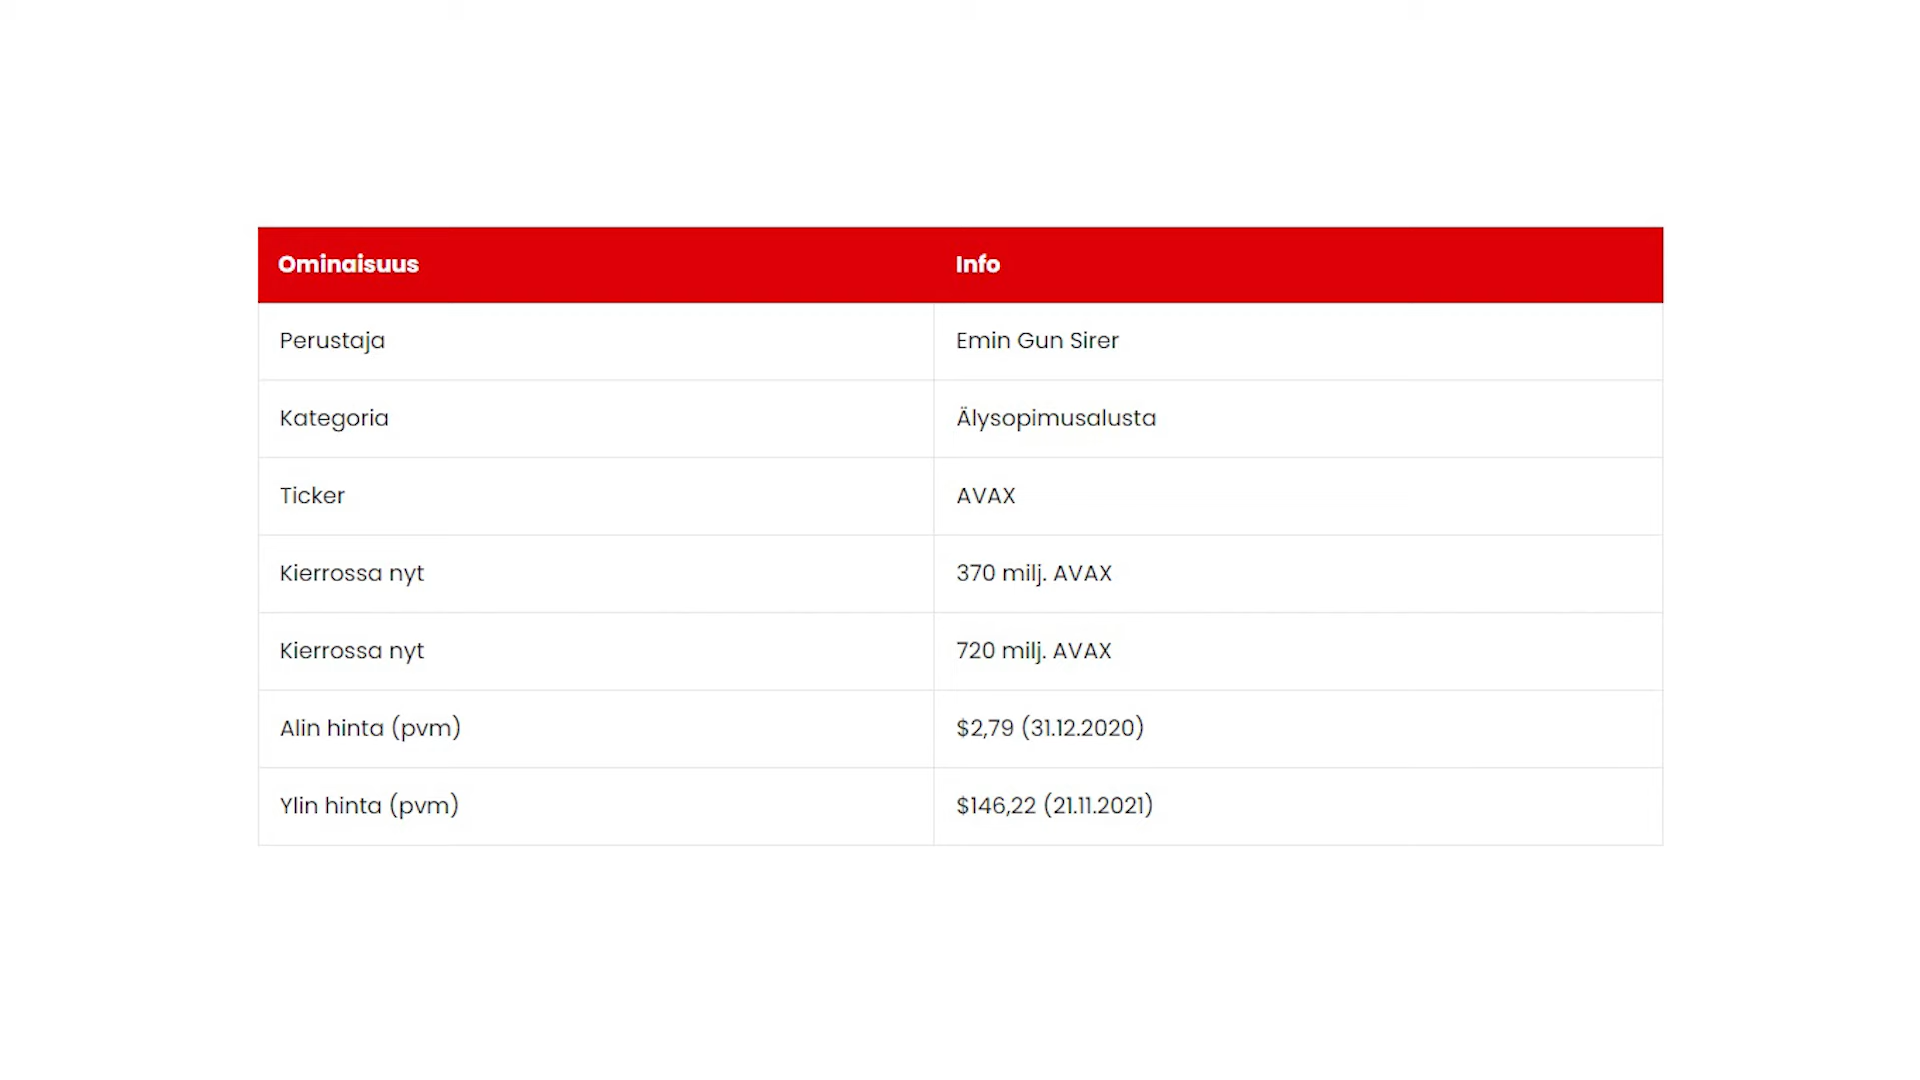 Ominaisuus Info
Perustaja Emin Gun Sirer
Kategoria Älysopimusalusta
Ticker AVAX
Kierrossa nyt 370 milj. AVAX
Kierrossa nyt 720 milj. AVAX
Alin hinta (pvm) $2,79 (31.12.2020)
Ylin hinta (pvm) $146,22 (21.11.2021)